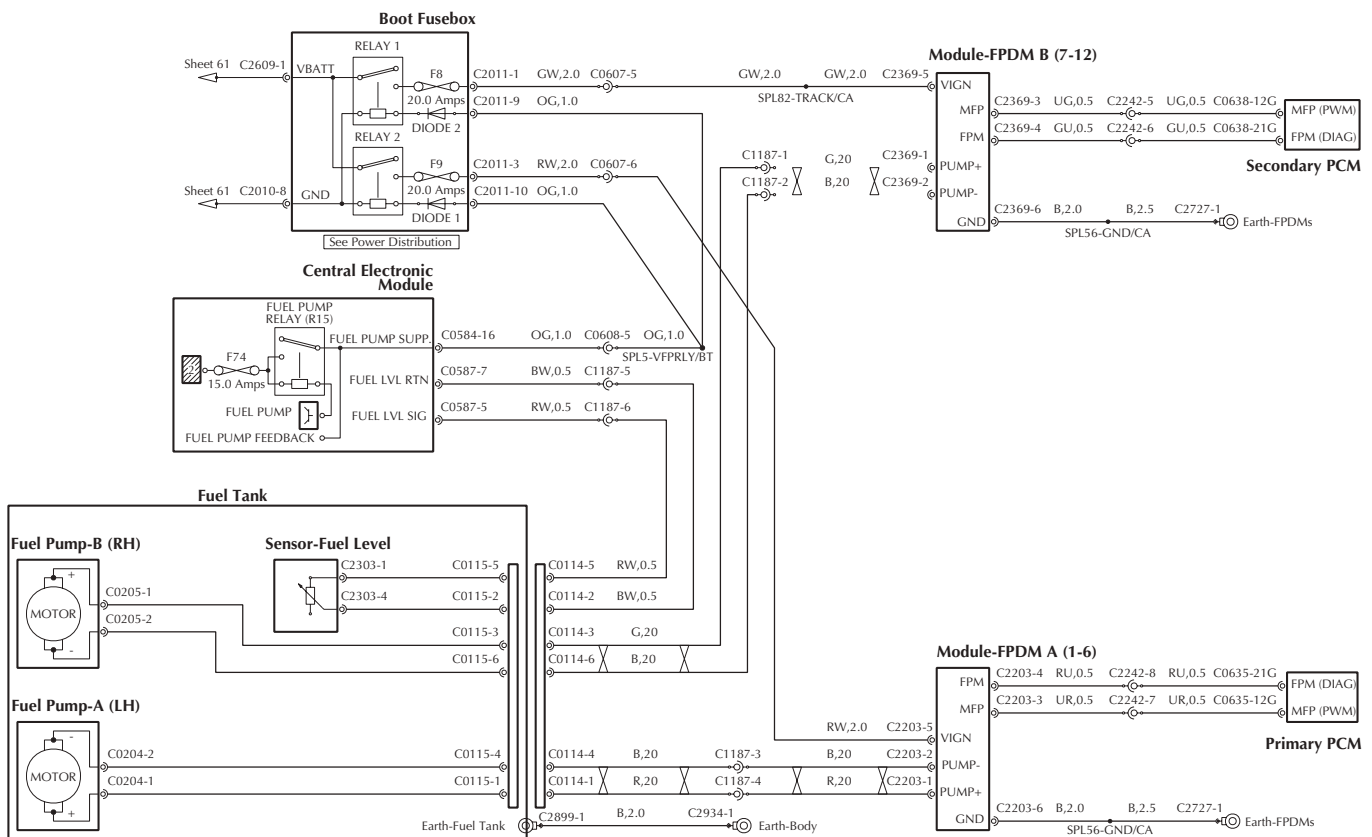 Boot Fusebox
RELAY 1
Sheet 61 C2609-1 VBATT
F8
20.0 Amps
C2011-1 GW,2.0 C0607-5 GW,2.0 GW,2.0 C2369-5
SPL82-TRACK/CA
C2011-9 OG,1.0
DIODE 2
RELAY 2
F9
20.0 Amps
C2011-3 RW,2.0 C0607-6
Sheet 61 C2010-8 GND
C2011-10 OG,1.0
DIODE 1
See Power Distribution
Module-FPDM B (7-12)
VIGN
MFP C2369-3 UG,0.5 C2242-5 UG,0.5 C0638-12G MFP (PWM)
FPM C2369-4 GU,0.5 C2242-6 GU,0.5 C0638-21G FPM (DIAG)
Secondary PCM
C1187-1 G,20 C2369-1 PUMP+
C1187-2 B,20 C2369-2 PUMP-
GND C2369-6 B,2.0 B,2.5 C2727-1 Earth-FPDMs
SPL56-GND/CA
Central Electronic
Module
FUEL PUMP
RELAY (R15)
FUEL PUMP SUPP. C0584-16 OG,1.0 C0608-5 OG,1.0
SPL5-VFPRLY/BT
2
F74
15.0 Amps
FUEL LVL RTN C0587-7 BW,0.5 C1187-5
FUEL PUMP
FUEL LVL SIG C0587-5 RW,0.5 C1187-6
FUEL PUMP FEEDBACK
Fuel Tank
Fuel Pump-B (RH)
+
MOTOR
-
C0205-1
C0205-2
Sensor-Fuel Level
C2303-1 C0115-5 C0114-5 RW,0.5
C2303-4 C0115-2 C0114-2 BW,0.5
C0115-3 C0114-3 G,20
C0115-6 C0114-6 B,20
Fuel Pump-A (LH)
-
MOTOR
+
C0204-2 C0115-4 C0114-4 B,20 C1187-3 B,20 C2203-2 PUMP-
C0204-1 C0115-1 C0114-1 R,20 C1187-4 R,20 C2203-1 PUMP+
Module-FPDM A (1-6)
FPM C2203-4 RU,0.5 C2242-8 RU,0.5 C0635-21G FPM (DIAG)
MFP C2203-3 UR,0.5 C2242-7 UR,0.5 C0635-12G MFP (PWM)
Primary PCM
RW,2.0 C2203-5 VIGN
GND C2203-6 B,2.0 B,2.5 C2727-1 Earth-FPDMs
SPL56-GND/CA
Earth-Fuel Tank C2899-1 B,2.0 C2934-1 Earth-Body